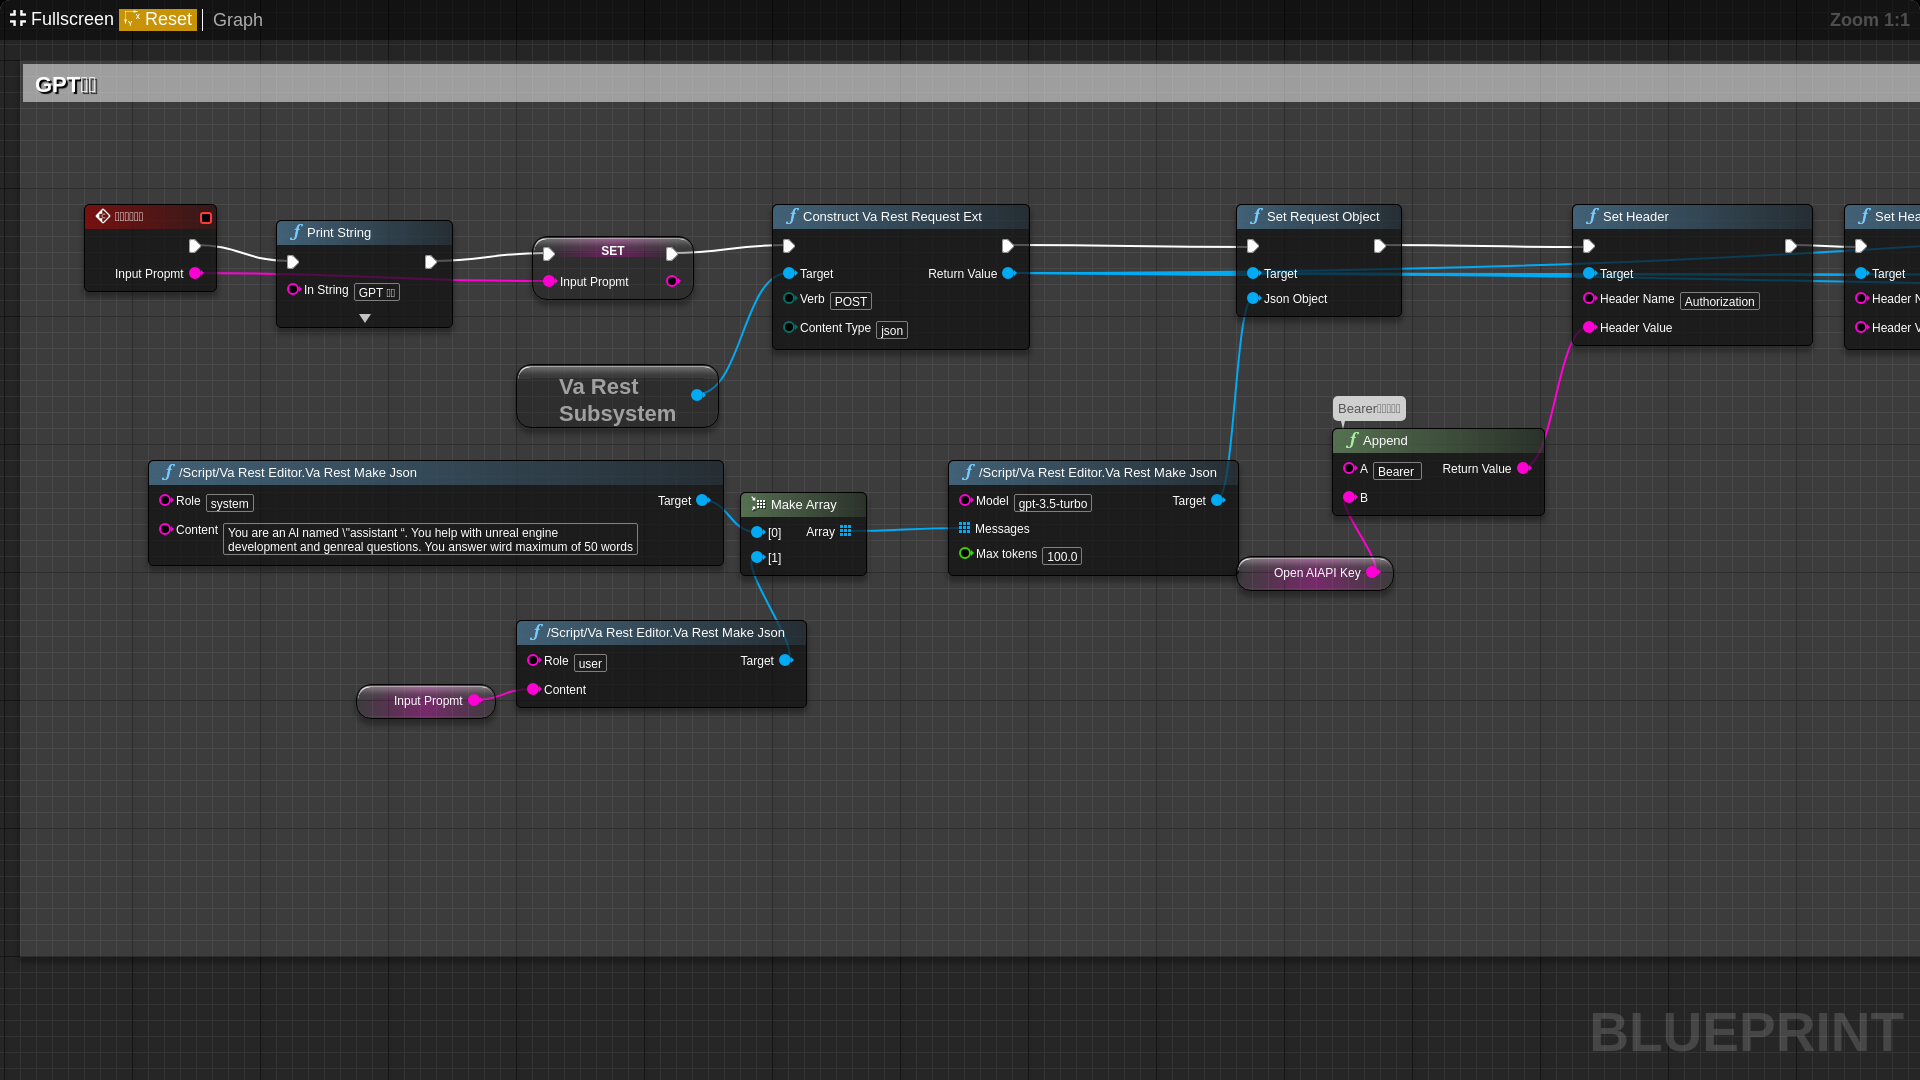 Fullscreen Reset Graph
Zoom 1:1
GPT
Print String
Input Propmt
In String GPT
SET
Input Propmt
Construct Va Rest Request Ext
Target
Return Value
Verb POST
Content Type json
Set Request Object
Target
Json Object
Set Header
Target
Header Name Authorization
Header Value
Set Hea
Target
Header N
Header V
Va Rest
Subsystem
Bearer
Append
A Bearer
Return Value
B
Open AIAPI Key
/Script/Va Rest Editor.Va Rest Make Json
Role system
Target
Content You are an AI named \"assistant “. You help with unreal engine
development and genreal questions. You answer wird maximum of 50 words
Make Array
[0]
Array
[1]
/Script/Va Rest Editor.Va Rest Make Json
Model gpt-3.5-turbo
Target
Messages
Max tokens 100.0
/Script/Va Rest Editor.Va Rest Make Json
Role user
Target
Content
Input Propmt
BLUEPRINT